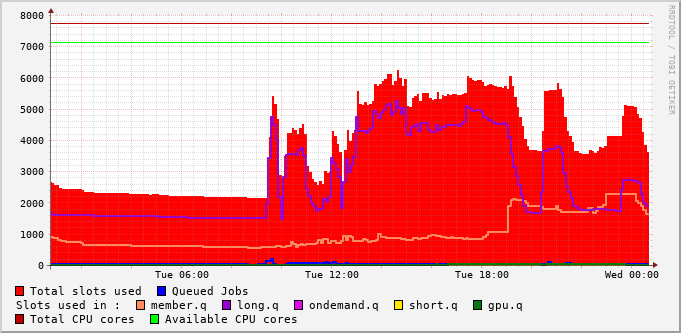 8000
7000
6000
5000
4000
3000
2000
1000
0
Tue 06:00 Tue 12:00 Tue 18:00 Wed 00:00
RRDTOOL / TOBI OETIKER
Total slots used Queued Jobs
Slots used in : member.q long.q ondemand.q short.q gpu.q
Total CPU cores Available CPU cores